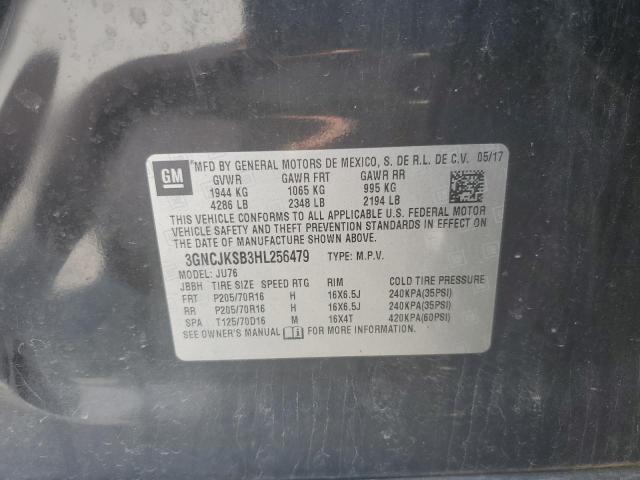 GM
®MFD BY GENERAL MOTORS DE MEXICO, S. DE R.L. DE C.V. 05/17
GVWR GAWR FRT GAWR RR
1944 KG 1065 KG 995 KG
4286 LB 2348 LB 2194 LB
THIS VEHICLE CONFORMS TO ALL APPLICABLE U.S. FEDERAL MOTOR
VEHICLE SAFETY AND THEFT PREVENTION STANDARDS IN EFFECT ON
THE DATE OF MANUFACTURE SHOWN ABOVE.
3GNCJKSB3HL256479 TYPE: M.P.V.
MODEL: JU76
JBBH TIRE SIZE SPEED RTG RIM COLD TIRE PRESSURE
FRT P205/70R16 H 16X6.5J 240KPA(35PSI)
RR P205/70R16 H 16X6.5J 240KPA(35PSI)
SPA T125/70D16 M 16X4T 420KPA(60PSI)
SEE OWNER'S MANUAL FOR MORE INFORMATION